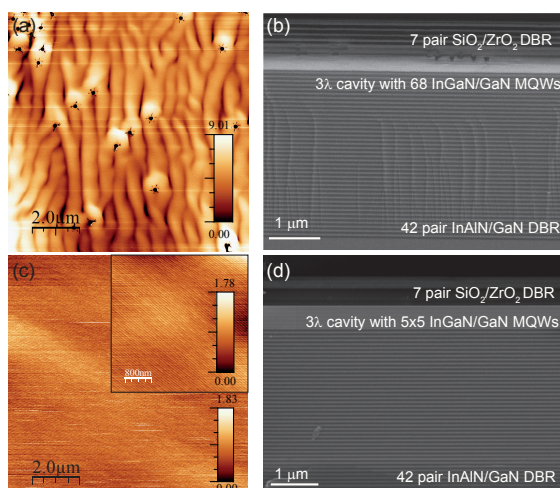 (a)
9.01
0.00
2.0µm
(b)
7 pair SiO₂/ZrO₂ DBR
3λ cavity with 68 InGaN/GaN MQWs
42 pair InAlN/GaN DBR
1 µm
(c)
1.78
0.00
800nm
1.83
0.00
2.0µm
(d)
7 pair SiO₂/ZrO₂ DBR
3λ cavity with 5x5 InGaN/GaN MQWs
42 pair InAlN/GaN DBR
1 µm